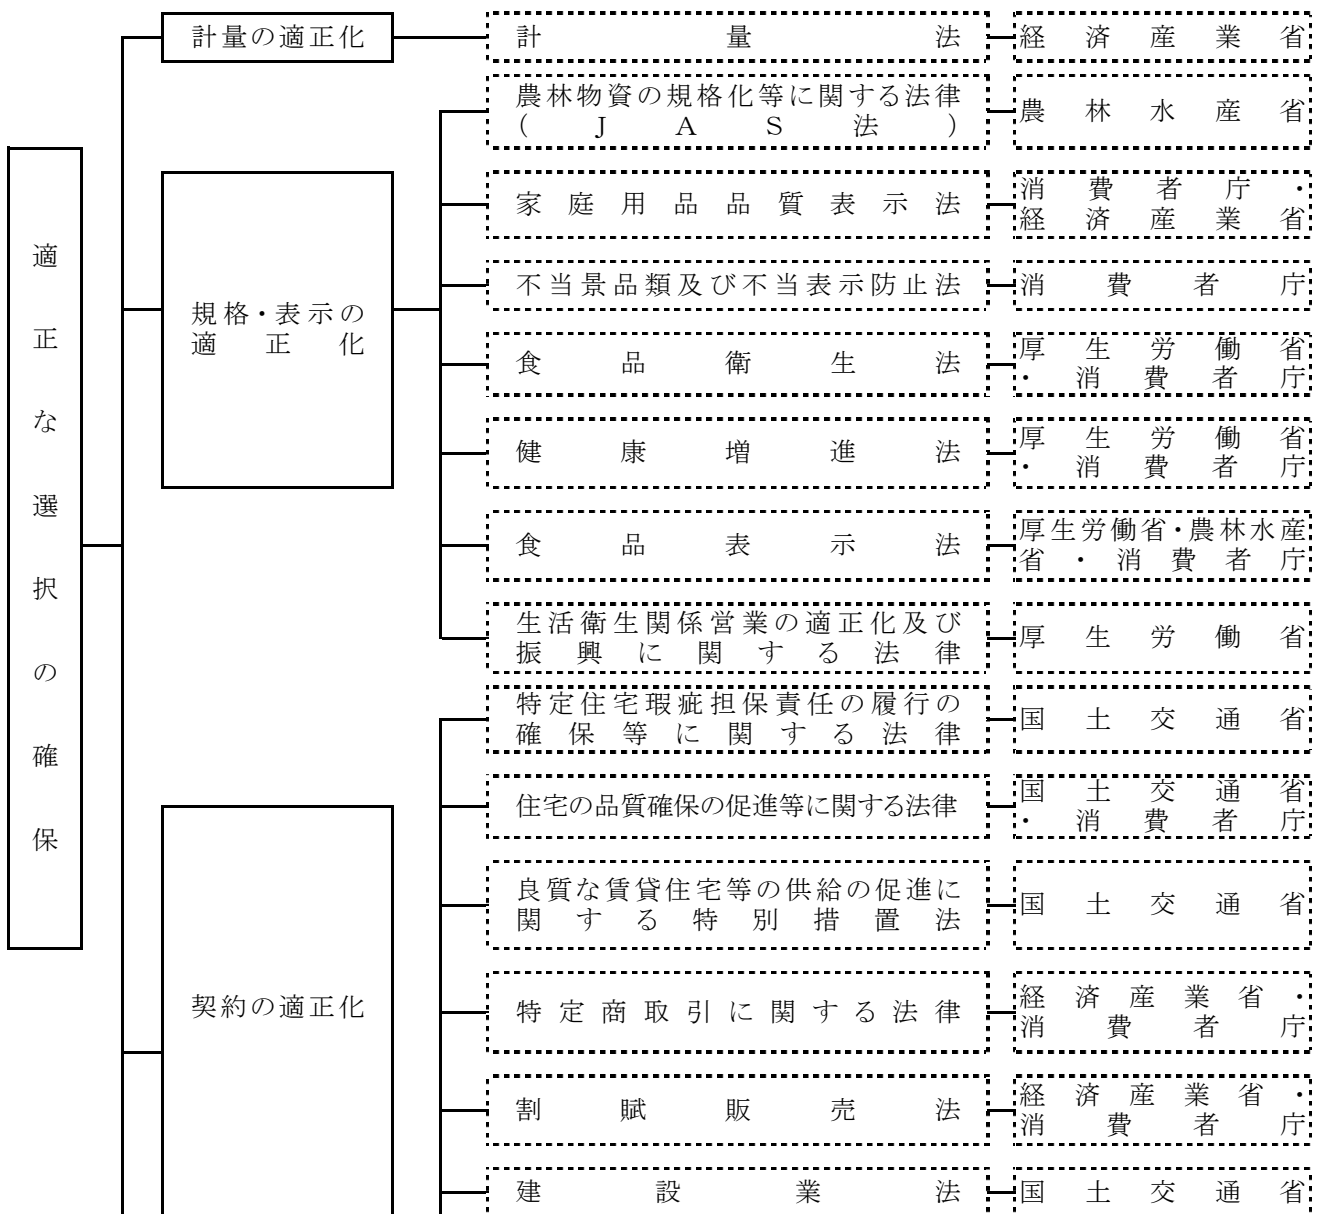 適正な選択の確保
計量の適正化
計量法
経済産業省
規格・表示の
適正化
農林物資の規格化等に関する法律
(JAS法)
農林水産省
家庭用品品質表示法
消費者庁・
経済産業省
不当景品類及び不当表示防止法
消費者庁
食品衛生法
厚生労働省
・消費者庁
健康増進法
厚生労働省
・消費者庁
食品表示法
厚生労働省・農林水産
省・消費者庁
生活衛生関係営業の適正化及び
振興に関する法律
厚生労働省
契約の適正化
特定住宅瑕疵担保責任の履行の
確保等に関する法律
国土交通省
住宅の品質確保の促進等に関する法律
国土交通省
・消費者庁
良質な賃貸住宅等の供給の促進に
関する特別措置法
国土交通省
特定商取引に関する法律
経済産業省・
消費者庁
割賦販売法
経済産業省・
消費者庁
建設業法
国土交通省